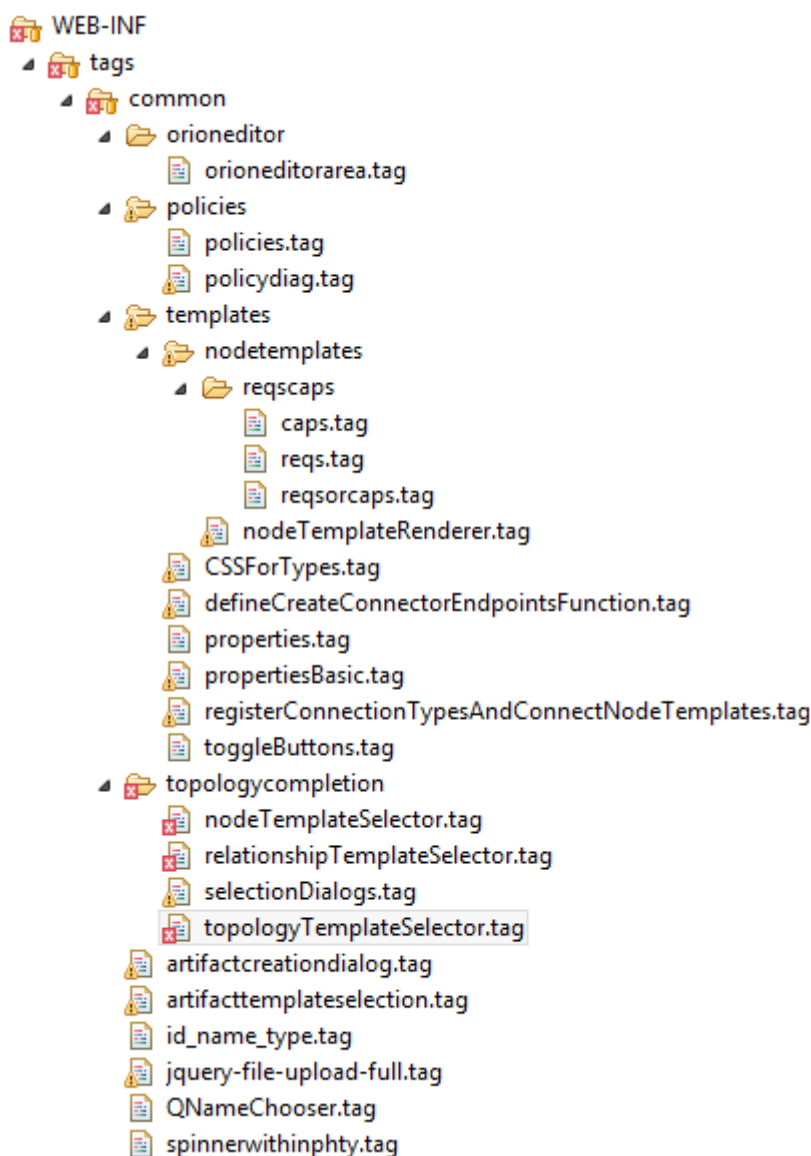 WEB-INF
tags
common
orioneditor
orioneditorarea.tag
policies
policies.tag
policydiag.tag
templates
nodetemplates
reqscaps
caps.tag
reqs.tag
reqsorcaps.tag
nodeTemplateRenderer.tag
CSSForTypes.tag
defineCreateConnectorEndpointsFunction.tag
properties.tag
propertiesBasic.tag
registerConnectionTypesAndConnectNodeTemplates.tag
toggleButtons.tag
topologycompletion
nodeTemplateSelector.tag
relationshipTemplateSelector.tag
selectionDialogs.tag
topologyTemplateSelector.tag
artifactcreationdialog.tag
artifacttemplateselection.tag
id_name_type.tag
jquery-file-upload-full.tag
QNameChooser.tag
spinnerwithinphty.tag